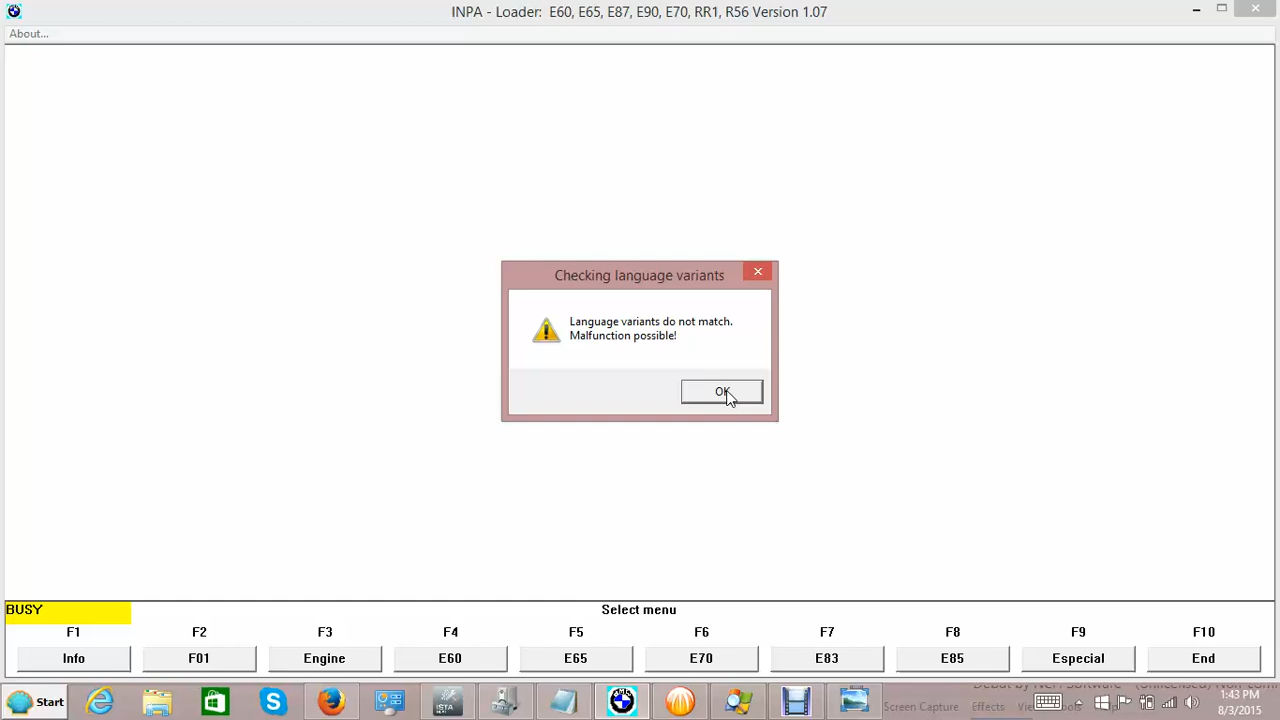 INPA - Loader: E60, E65, E87, E90, E70, RR1, R56 Version 1.07
About...
Checking language variants
Language variants do not match.
Malfunction possible!
OK
BUSY
Select menu
F1 F2 F3 F4 F5 F6 F7 F8 F9 F10
Info F01 Engine E60 E65 E70 E83 E85 Especial End
Start
ISTA
Screen Capture Effects
1:43 PM
8/3/2015